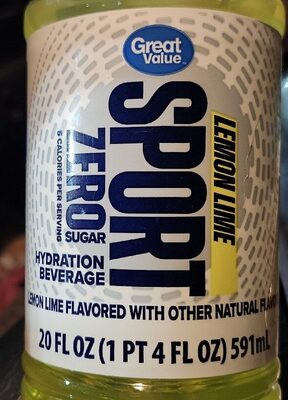 Great
Value
LEMON LIME
SPORT
ZERO
SUGAR
5 CALORIES PER SERVING
HYDRATION
BEVERAGE
LEMON LIME FLAVORED WITH OTHER NATURAL
20 FL OZ (1 PT 4 FL OZ) 591mL